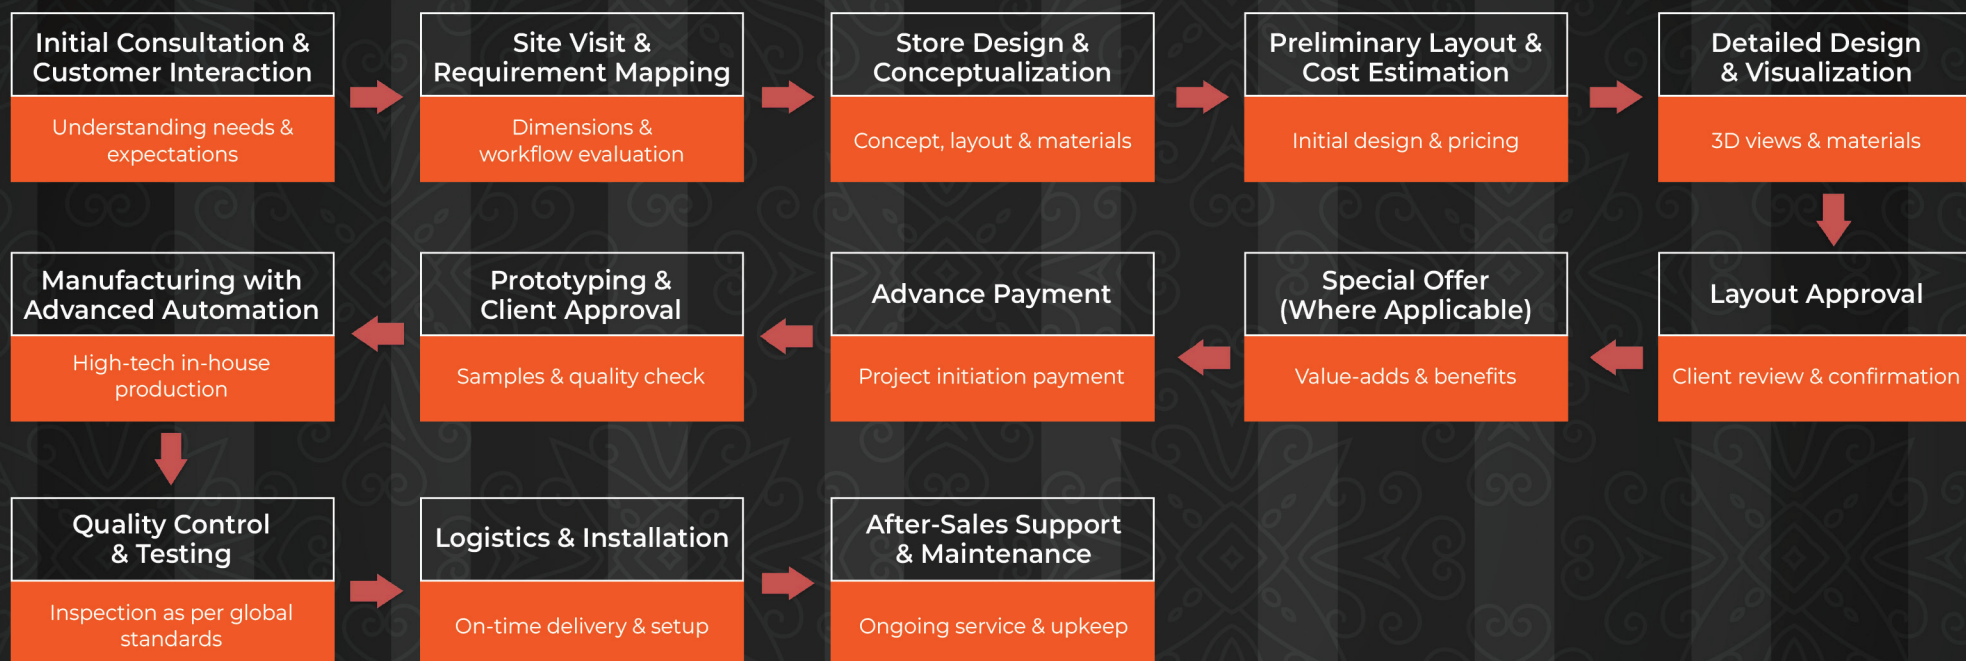 Initial Consultation &
Customer Interaction
Understanding needs &
expectations
Site Visit &
Requirement Mapping
Dimensions &
workflow evaluation
Store Design &
Conceptualization
Concept, layout & materials
Preliminary Layout &
Cost Estimation
Initial design & pricing
Detailed Design
& Visualization
3D views & materials
Layout Approval
Client review & confirmation
Special Offer
(Where Applicable)
Value-adds & benefits
Advance Payment
Project initiation payment
Prototyping &
Client Approval
Samples & quality check
Manufacturing with
Advanced Automation
High-tech in-house
production
Quality Control
& Testing
Inspection as per global
standards
Logistics & Installation
On-time delivery & setup
After-Sales Support
& Maintenance
Ongoing service & upkeep